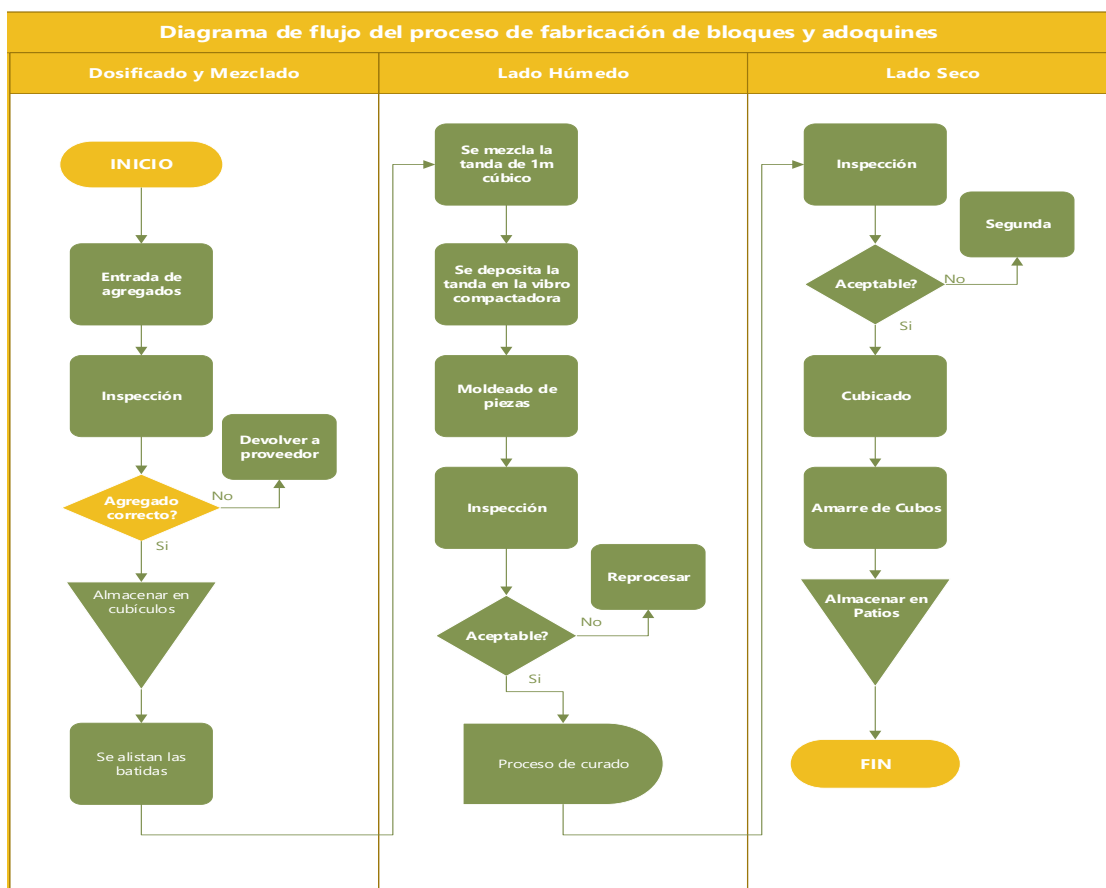 Diagrama de flujo del proceso de fabricación de bloques y adoquines
Dosificado y Mezclado
INICIO
Entrada de
agregados
Inspección
Devolver a
proveedor
Agregado
correcto?
No
Si
Almacenar en
cubículos
Se alistan las
batidas
Lado Húmedo
Se mezcla la
tanda de 1m
cúbico
Se deposita la
tanda en la vibro
compactadora
Moldeado de
piezas
Inspección
Reprocesar
Aceptable?
No
Si
Proceso de curado
Lado Seco
Inspección
Segunda
Aceptable?
No
Si
Cubicado
Amarre de Cubos
Almacenar en
Patios
FIN